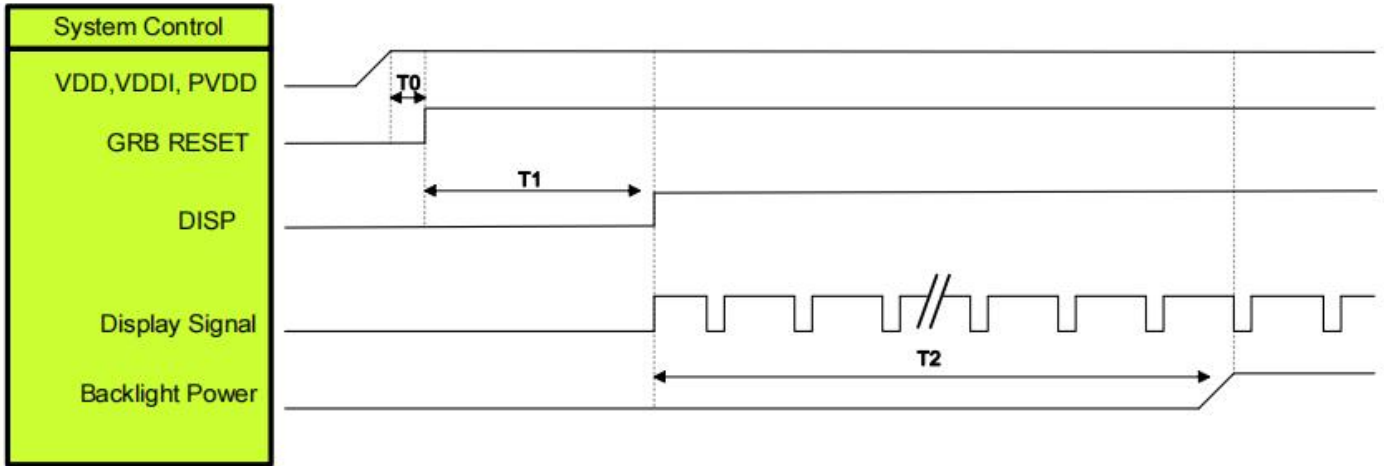 System Control
VDD,VDDI, PVDD
T0
GRB RESET
T1
DISP
Display Signal
T2
Backlight Power